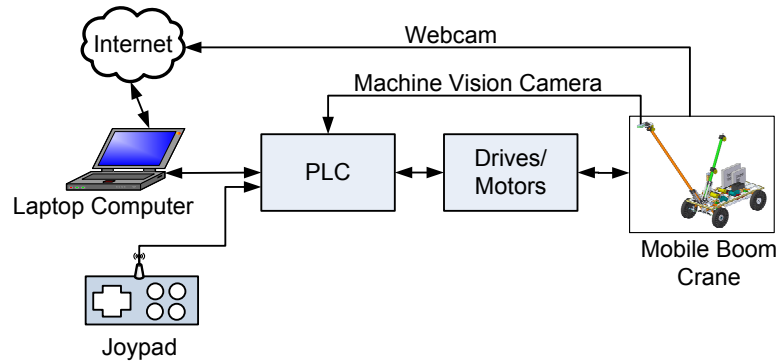 Internet
Webcam
Machine Vision Camera
Laptop Computer
PLC
Drives/
Motors
Mobile Boom
Crane
Joypad